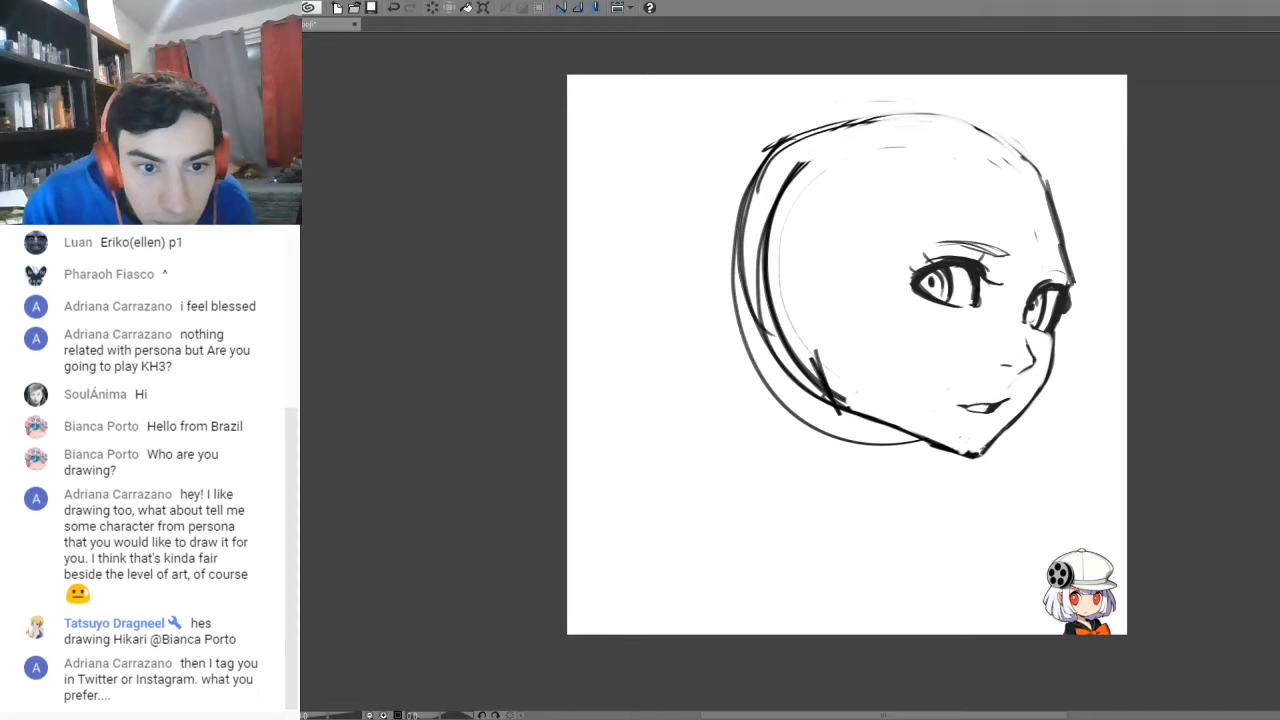 Luan Eriko(ellen) p1
Pharaoh Fiasco ^
Adriana Carrazano i feel blessed
Adriana Carrazano nothing
related with persona but Are you
going to play KH3?
SoulÁnima Hi
Bianca Porto Hello from Brazil
Bianca Porto Who are you
drawing?
Adriana Carrazano hey! I like
drawing too, what about tell me
some character from persona
that you would like to draw it for
you. I think that's kinda fair
beside the level of art, of course
Tatsuyo Dragneel hes
drawing Hikari @Bianca Porto
Adriana Carrazano then I tag you
in Twitter or Instagram. what you
prefer....